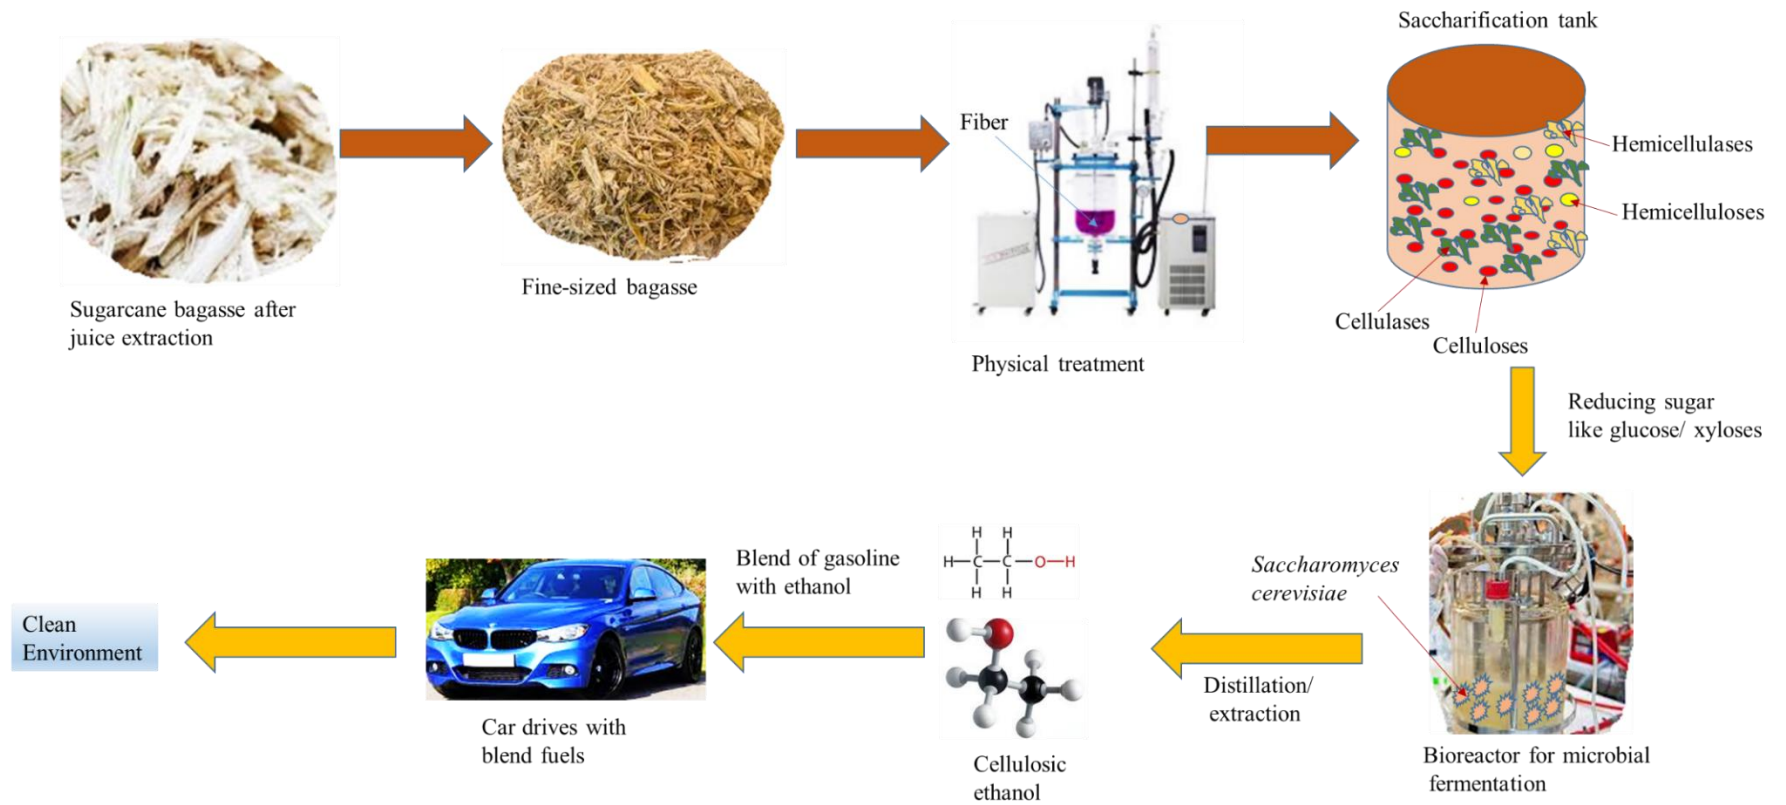 Saccharification tank
Fiber
Hemicellulases
Hemicelluloses
Sugarcane bagasse after
juice extraction
Fine-sized bagasse
Physical treatment
Cellulases
Celluloses
Reducing sugar
like glucose/ xyloses
Saccharomyces
cerevisiae
Bioreactor for microbial
fermentation
Distillation/
extraction
H H
H C C O H
H H
Cellulosic
ethanol
Blend of gasoline
with ethanol
Car drives with
blend fuels
Clean
Environment